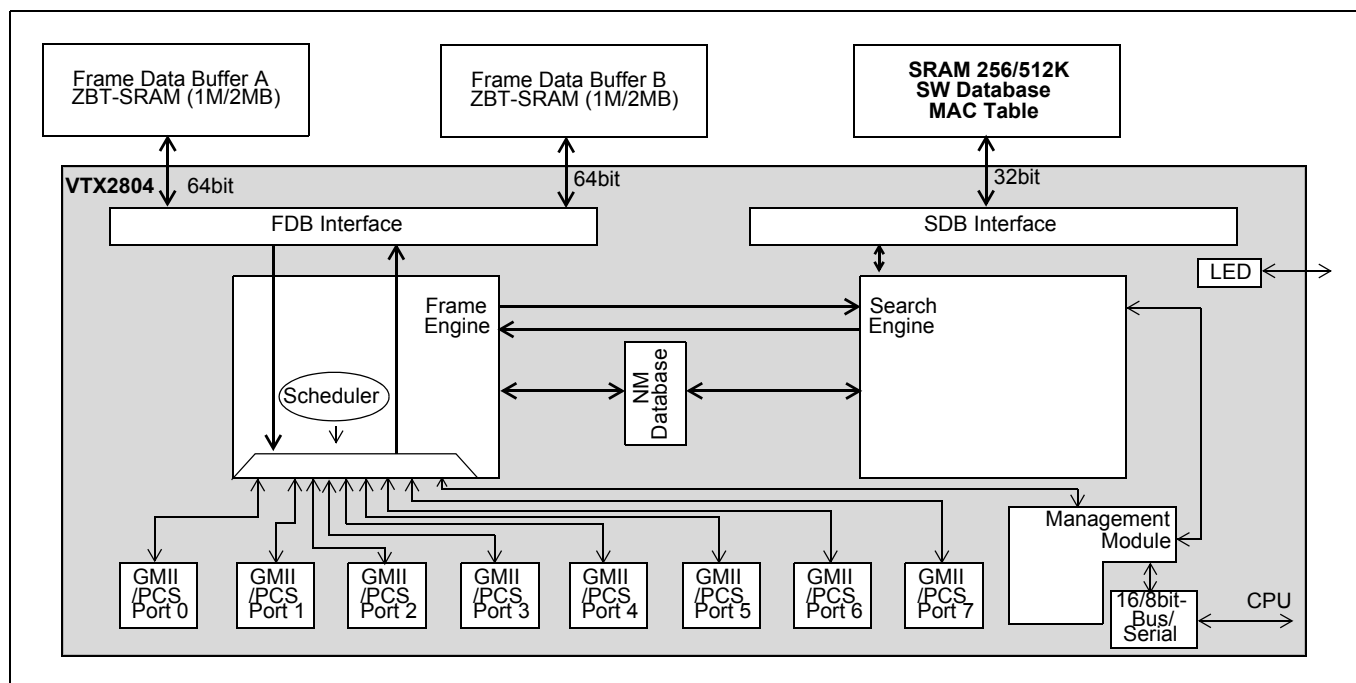 Frame Data Buffer A
ZBT-SRAM (1M/2MB)
Frame Data Buffer B
ZBT-SRAM (1M/2MB)
SRAM 256/512K
SW Database
MAC Table
VTX2804
64bit
64bit
32bit
FDB Interface
SDB Interface
LED
Frame
Engine
Search
Engine
NM
Database
Scheduler
Management
Module
GMII
/PCS
Port 0
GMII
/PCS
Port 1
GMII
/PCS
Port 2
GMII
/PCS
Port 3
GMII
/PCS
Port 4
GMII
/PCS
Port 5
GMII
/PCS
Port 6
GMII
/PCS
Port 7
16/8bit-
Bus/
Serial
CPU